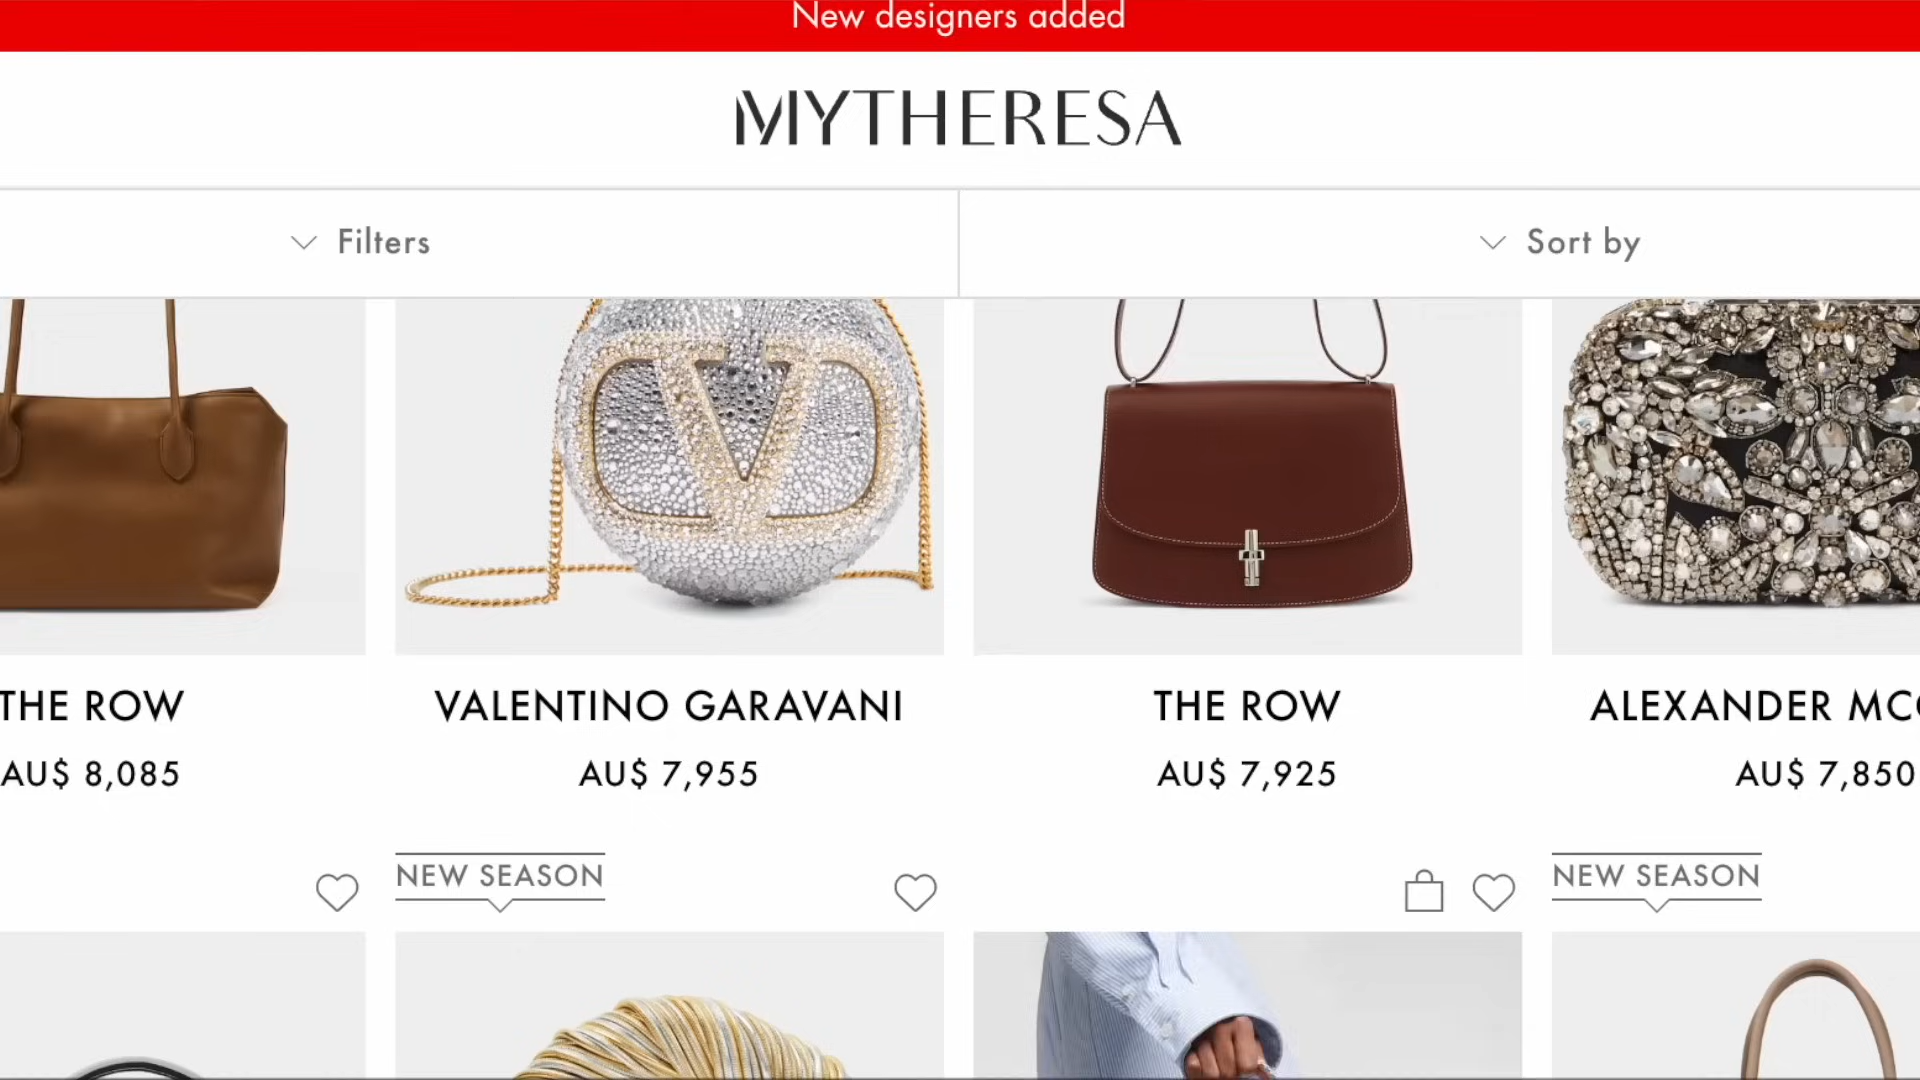 New designers added
MYTHERESA
Filters
Sort by
THE ROW
VALENTINO GARAVANI
THE ROW
ALEXANDER
AU$ 8,085
AU$ 7,955
AU$ 7,925
AU$ 7,850
NEW SEASON
NEW SEASON